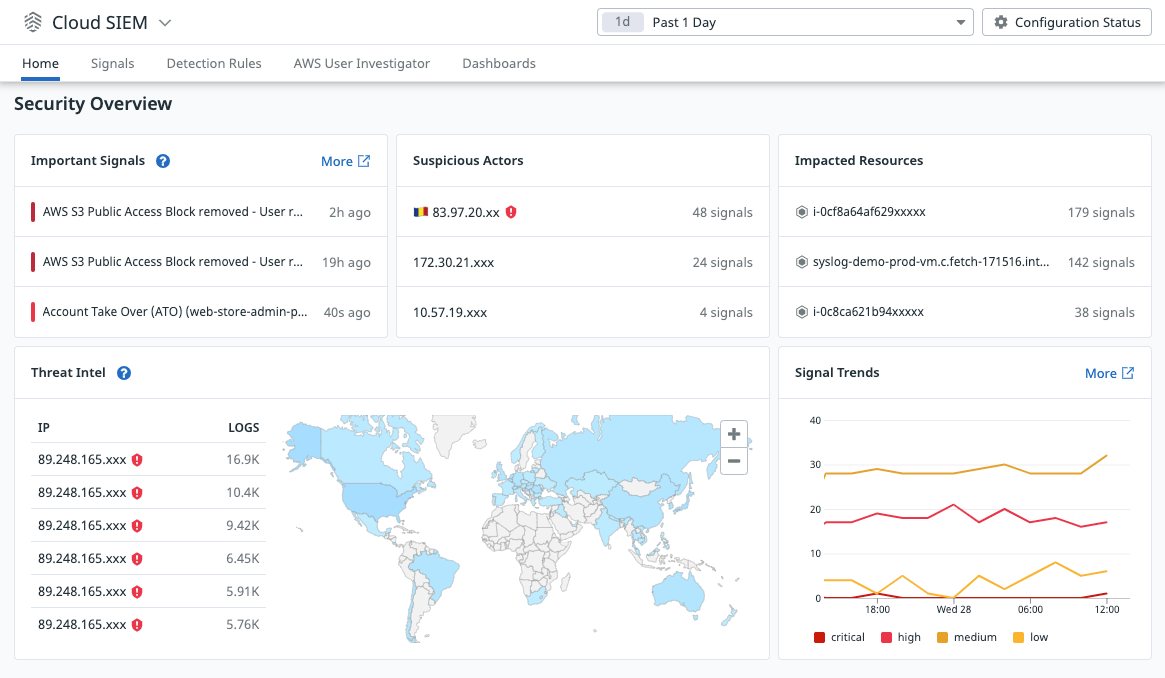 Cloud SIEM
1d Past 1 Day
Configuration Status
Home Signals Detection Rules AWS User Investigator Dashboards
Security Overview
Important Signals ? More
AWS S3 Public Access Block removed - User r... 2h ago
AWS S3 Public Access Block removed - User r... 19h ago
Account Take Over (ATO) (web-store-admin-p... 40s ago
Suspicious Actors
83.97.20.xx 48 signals
172.30.21.xxx 24 signals
10.57.19.xxx 4 signals
Impacted Resources
i-0cf8a64af629xxxxx 179 signals
syslog-demo-prod-vm.c.fetch-171516.int... 142 signals
i-0c8ca621b94xxxxx 38 signals
Threat Intel ?
IP LOGS
89.248.165.xxx 16.9K
89.248.165.xxx 10.4K
89.248.165.xxx 9.42K
89.248.165.xxx 6.45K
89.248.165.xxx 5.91K
89.248.165.xxx 5.76K
+
−
Signal Trends More
40
30
20
10
0
18:00 Wed 28 06:00 12:00
critical high medium low